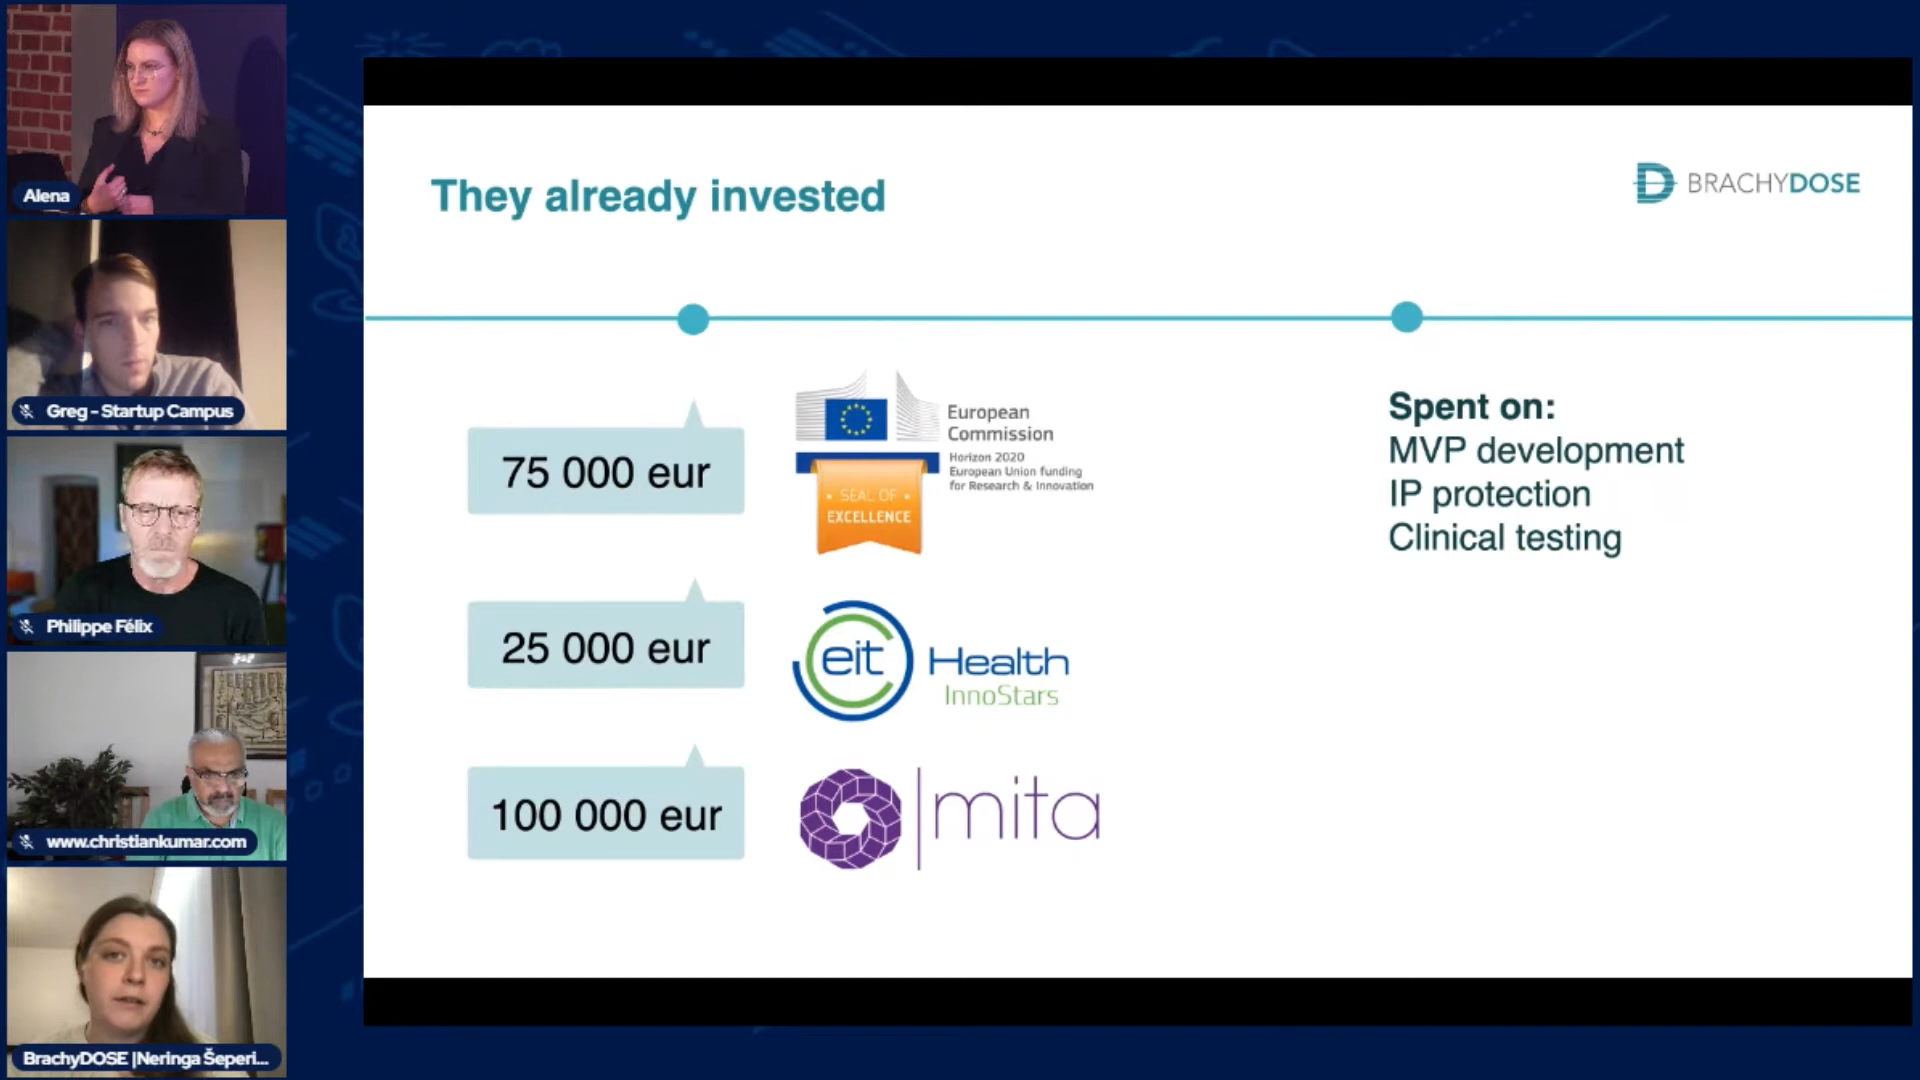 Alena
Greg - Startup Campus
Philippe Félix
www.christiankumar.com
BrachyDOSE |Neringa Šeperi...
They already invested
BRACHYDOSE
75 000 eur
European
Commission
Horizon 2020
European Union funding
for Research & Innovation
• SEAL OF •
EXCELLENCE
25 000 eur
eit Health
InnoStars
100 000 eur
mita
Spent on:
MVP development
IP protection
Clinical testing